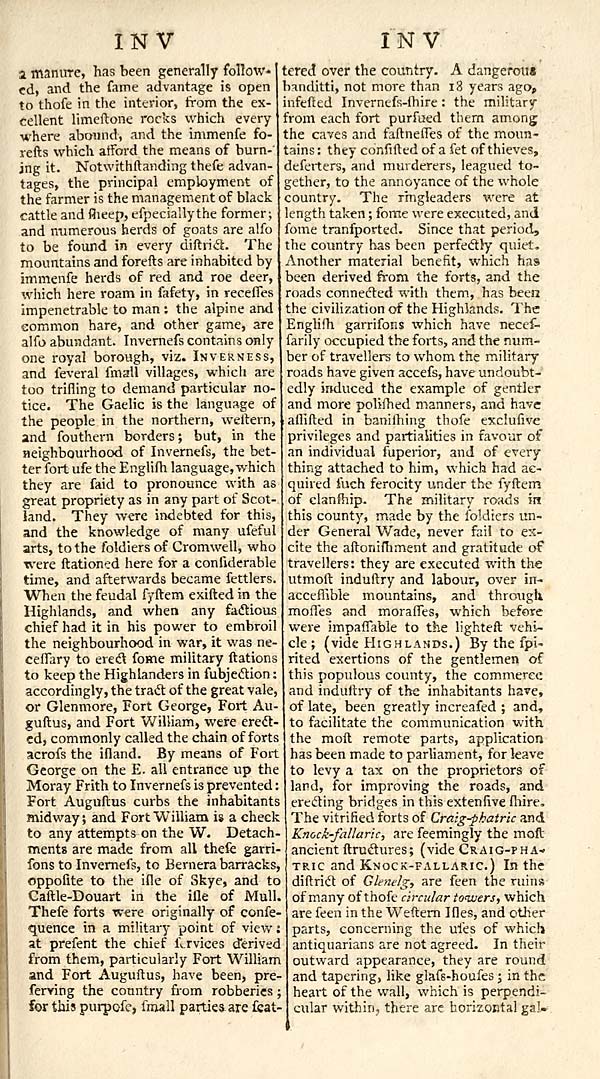 INV
a manure, has been generally follow-
ed, and the ſame advantage is open
to thoſe in the interior, from the ex-
cellent limeſtone rocks which every
where abound, and the immenſe fo-
reſts which afford the means of burn-
ing it. Notwithſtanding theſe advan-
tages, the principal employment of
the farmer is the management of black
cattle and ſheep, eſpecially the former;
and numerous herds of goats are alſo
to be found in every diſtrict. The
mountains and foreſts are inhabited by
immenſe herds of red and roe deer,
which here roam in ſafety, in receſſes
impenetrable to man: the alpine and
common hare, and other game, are
alſo abundant. Inverneſs contains only
one royal borough, viz. INVERNESS,
and ſeveral ſmall villages, which are
too trifling to demand particular no-
tice. The Gaelic is the language of
the people in the northern, weſtern,
and ſouthern borders; but, in the
neighbourhood of Inverneſs, the bet-
ter ſort uſe the Engliſh language, which
they are ſaid to pronounce with as
great propriety as in any part of Scot-
land. They were indebted for this,
and the knowledge of many uſeful
arts, to the ſoldiers of Cromwell, who
were ſtationed here for a conſiderable
time, and afterwards became ſettlers.
When the feudal ſyſtem exiſted in the
Highlands, and when any factious
chief had it in his power to embroil
the neighbourhood in war, it was ne-
ceſſary to erect ſome military ſtations
to keep the Highlanders in ſubjection:
accordingly, the tract of the great vale,
or Glenmore, Fort George, Fort Au-
guſtus, and Fort William, were erect-
ed, commonly called the chain of forts
acroſs the iſland. By means of Fort
George on the E. all entrance up the
Moray Frith to Inverneſs is prevented:
Fort Auguſtus curbs the inhabitants
midway; and Fort William is a check
to any attempts on the W. Detach-
ments are made from all theſe garri-
ſons to Inverneſs, to Bernera barracks,
oppoſite to the iſle of Skye, and to
Caſtle-Douart in the iſle of Mull.
Theſe forts were originally of conſe-
quence in a military point of view:
at preſent the chief ſervices derived
from them, particularly Fort William
and Fort Auguſtus, have been, pre-
ſerving the country from robberies;
for this purpoſe, ſmall parties are ſcat-
INV
tered over the country. A dangerous
banditti, not more than 18 years ago,
infeſted Inverneſs-ſhire: the military
from each fort purſued them among
the caves and faſtneſſes of the moun-
tains: they conſiſted of a ſet of thieves,
deſerters, and murderers, leagued to-
gether, to the annoyance of the whole
country. The ringleaders were at
length taken; ſome were executed, and
ſome tranſported. Since that period,
the country has been perfectly quiet.
Another material benefit, which has
been derived from the forts, and the
roads connected with them, has been
the civilization of the Highlands. The
Engliſh garriſons which have neceſ-
ſarily occupied the forts, and the num-
ber of travellers to whom the military
roads have given acceſs, have undoubt-
edly induced the example of gentler
and more poliſhed manners, and have
aſſiſted in baniſhing thoſe excluſive
privileges and partialities in favour of
an individual ſuperior, and of every
thing attached to him, which had ac-
quired ſuch ferocity under the ſyſtem
of clanſhip. The military roads in
this county, made by the ſoldiers un-
der General Wade, never fail to ex-
cite the aſtoniſhment and gratitude of
travellers: they are executed with the
utmoſt induſtry and labour, over in-
acceſſible mountains, and through
moſſes and moraſſes, which before
were impaſſable to the lighteſt vehi-
cle; (vide HIGHLANDS.) By the ſpi-
rited exertions of the gentlemen of
this populous county, the commerce
and induſtry of the inhabitants have,
of late, been greatly increaſed; and,
to facilitate the communication with
the moſt remote parts, application
has been made to parliament, for leave
to levy a tax on the proprietors of
land, for improving the roads, and
erecting bridges in this extenſive ſhire.
The vitrified forts of Craig-phatric and
Knock-fallaric, are ſeemingly the moſt
ancient ſtructures; (vide CRAIG-PHA-
TRIC and KNOCK-FALLARIC.) In the
diſtrict of Glenelg, are ſeen the ruins
of many of thoſe circular towers, which
are ſeen in the Weſtern Iſles, and other
parts, concerning the uſes of which
antiquarians are not agreed. In their
outward appearance, they are round
and tapering, like glaſs-houſes; in the
heart of the wall, which is perpendi-
cular within, there are horizontal gal-